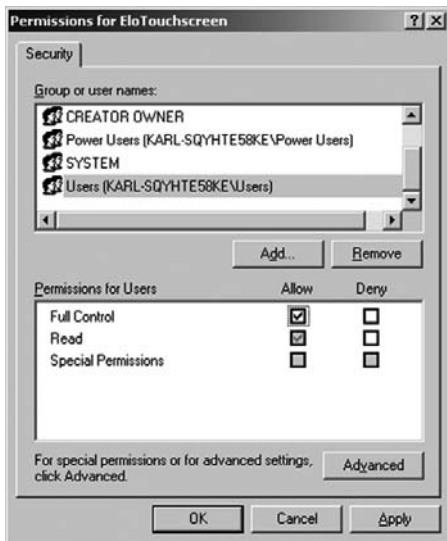 Permissions for EloTouchscreen
Security
Group or user names:
CREATOR OWNER
Power Users (KARL-SQYHTE58KE\Power Users)
SYSTEM
Users (KARL-SQYHTE58KE\Users)
Add...
Remove
Permissions for Users Allow Deny
Full Control
Read
Special Permissions
For special permissions or for advanced settings,
click Advanced.
Advanced
OK Cancel Apply